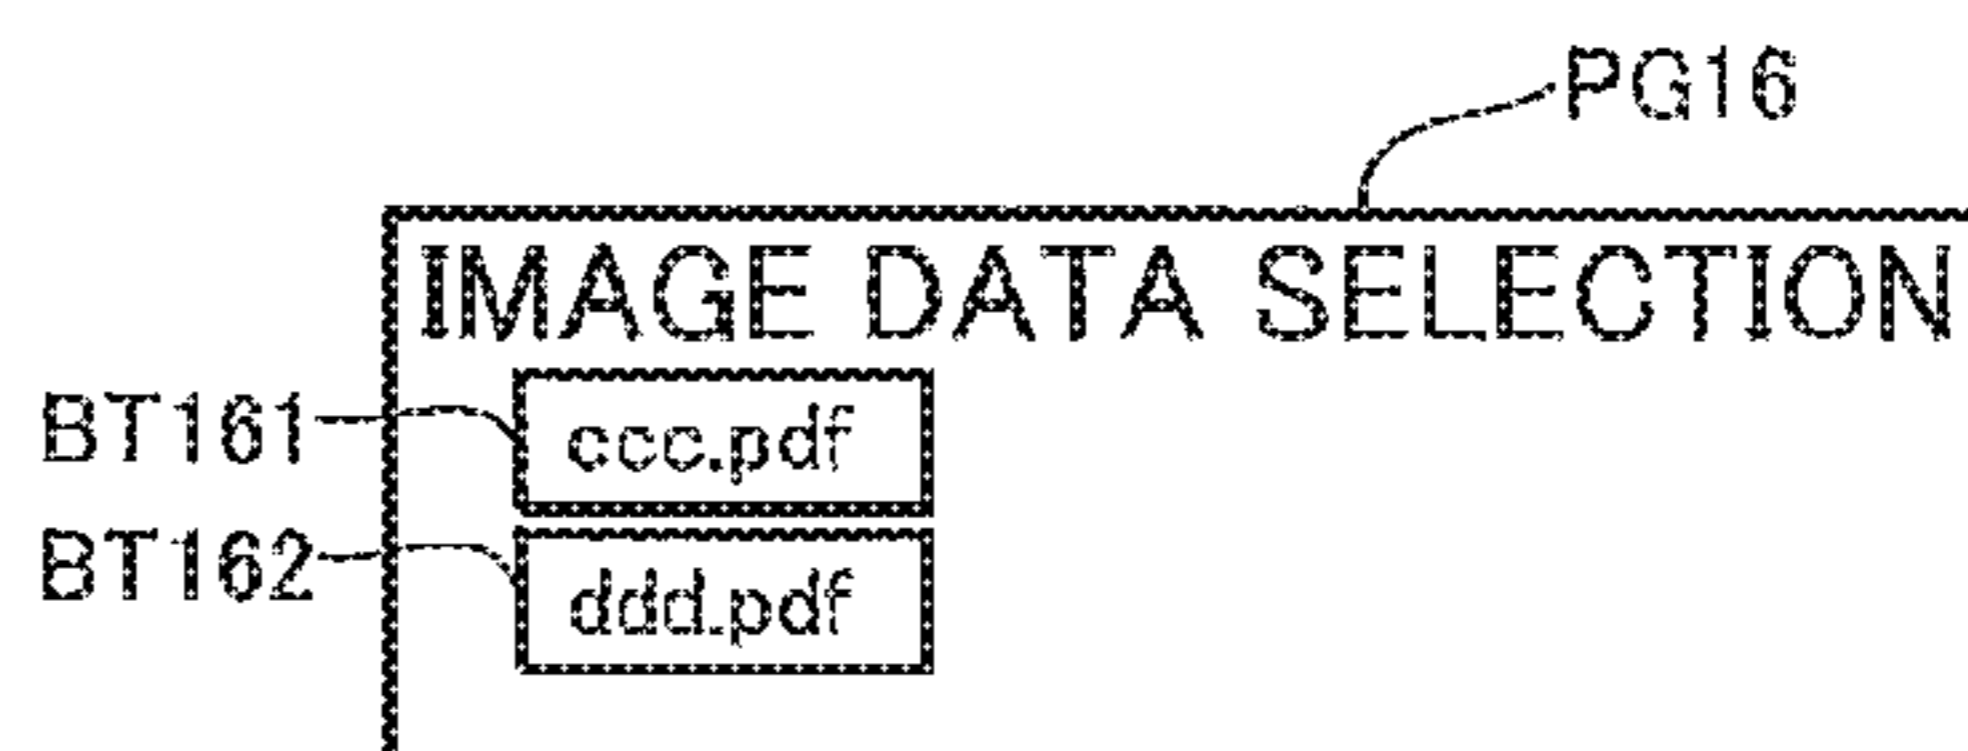 PG16
IMAGE DATA SELECTION
BT161
ccc.pdf
BT162
ddd.pdf